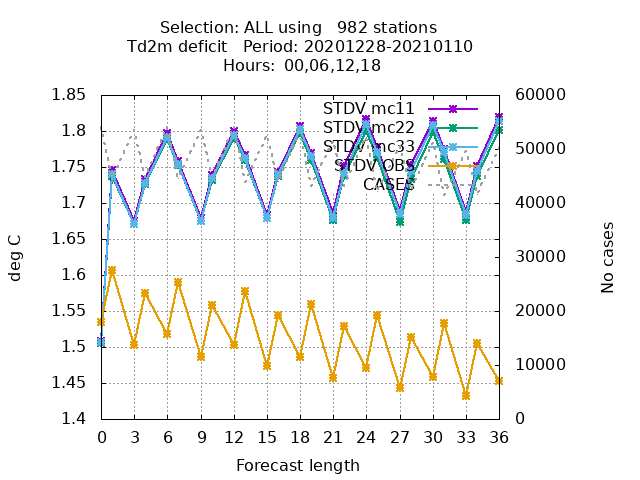 Selection: ALL using   982 stations
Td2m deficit   Period: 20201228-20210110
Hours:  00,06,12,18
1.85
1.8
1.75
1.7
1.65
1.6
1.55
1.5
1.45
1.4
60000
50000
40000
30000
20000
10000
0
STDV mc11
STDV mc22
STDV mc33
STDV OBS
CASES
deg C
No cases
0 3 6 9 12 15 18 21 24 27 30 33 36
Forecast length